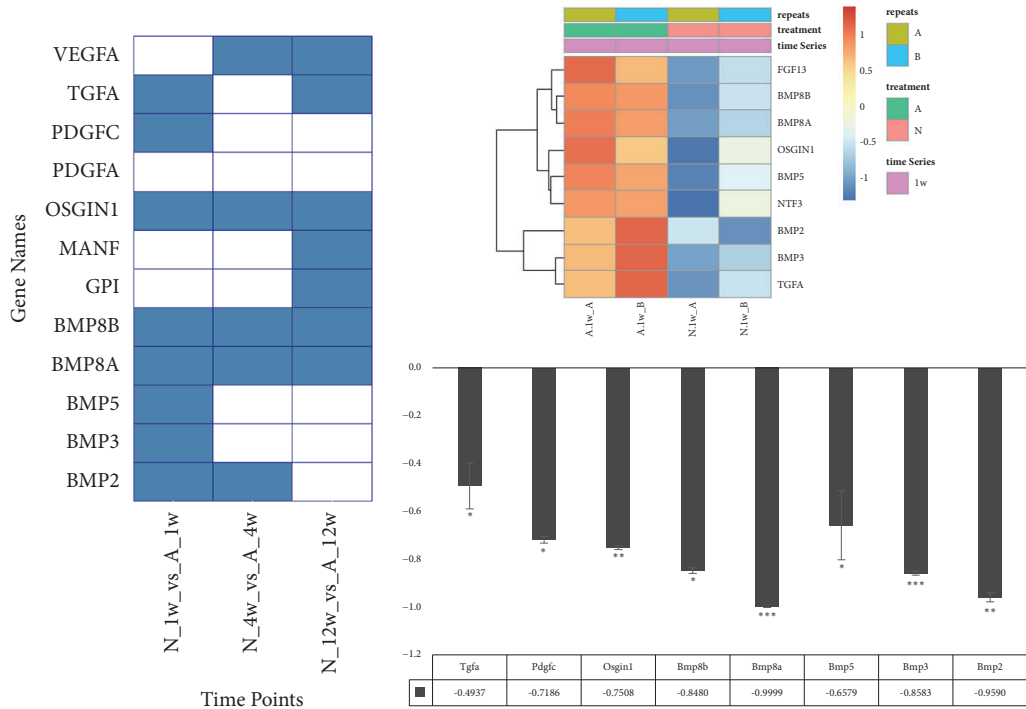 Gene Names
VEGFA
TGFA
PDGFC
PDGFA
OSGIN1
MANF
GPI
BMP8B
BMP8A
BMP5
BMP3
BMP2
N_1w_vs_A_1w
N_4w_vs_A_4w
N_12w_vs_A_12w
Time Points
repeats
treatment
time Series
FGF13
BMP8B
BMP8A
OSGIN1
BMP5
NTF3
BMP2
BMP3
TGFA
A.1w_A
A.1w_B
N.1w_A
N.1w_B
1
0.5
0
-0.5
-1
repeats
A
B
treatment
A
N
time Series
1w
0.0
−0.2
−0.4
−0.6
−0.8
−1.0
−1.2
* * ** * *** * *** **
Tgfa Pdgfc Osgin1 Bmp8b Bmp8a Bmp5 Bmp3 Bmp2
-0.4937 -0.7186 -0.7508 -0.8480 -0.9999 -0.6579 -0.8583 -0.9590